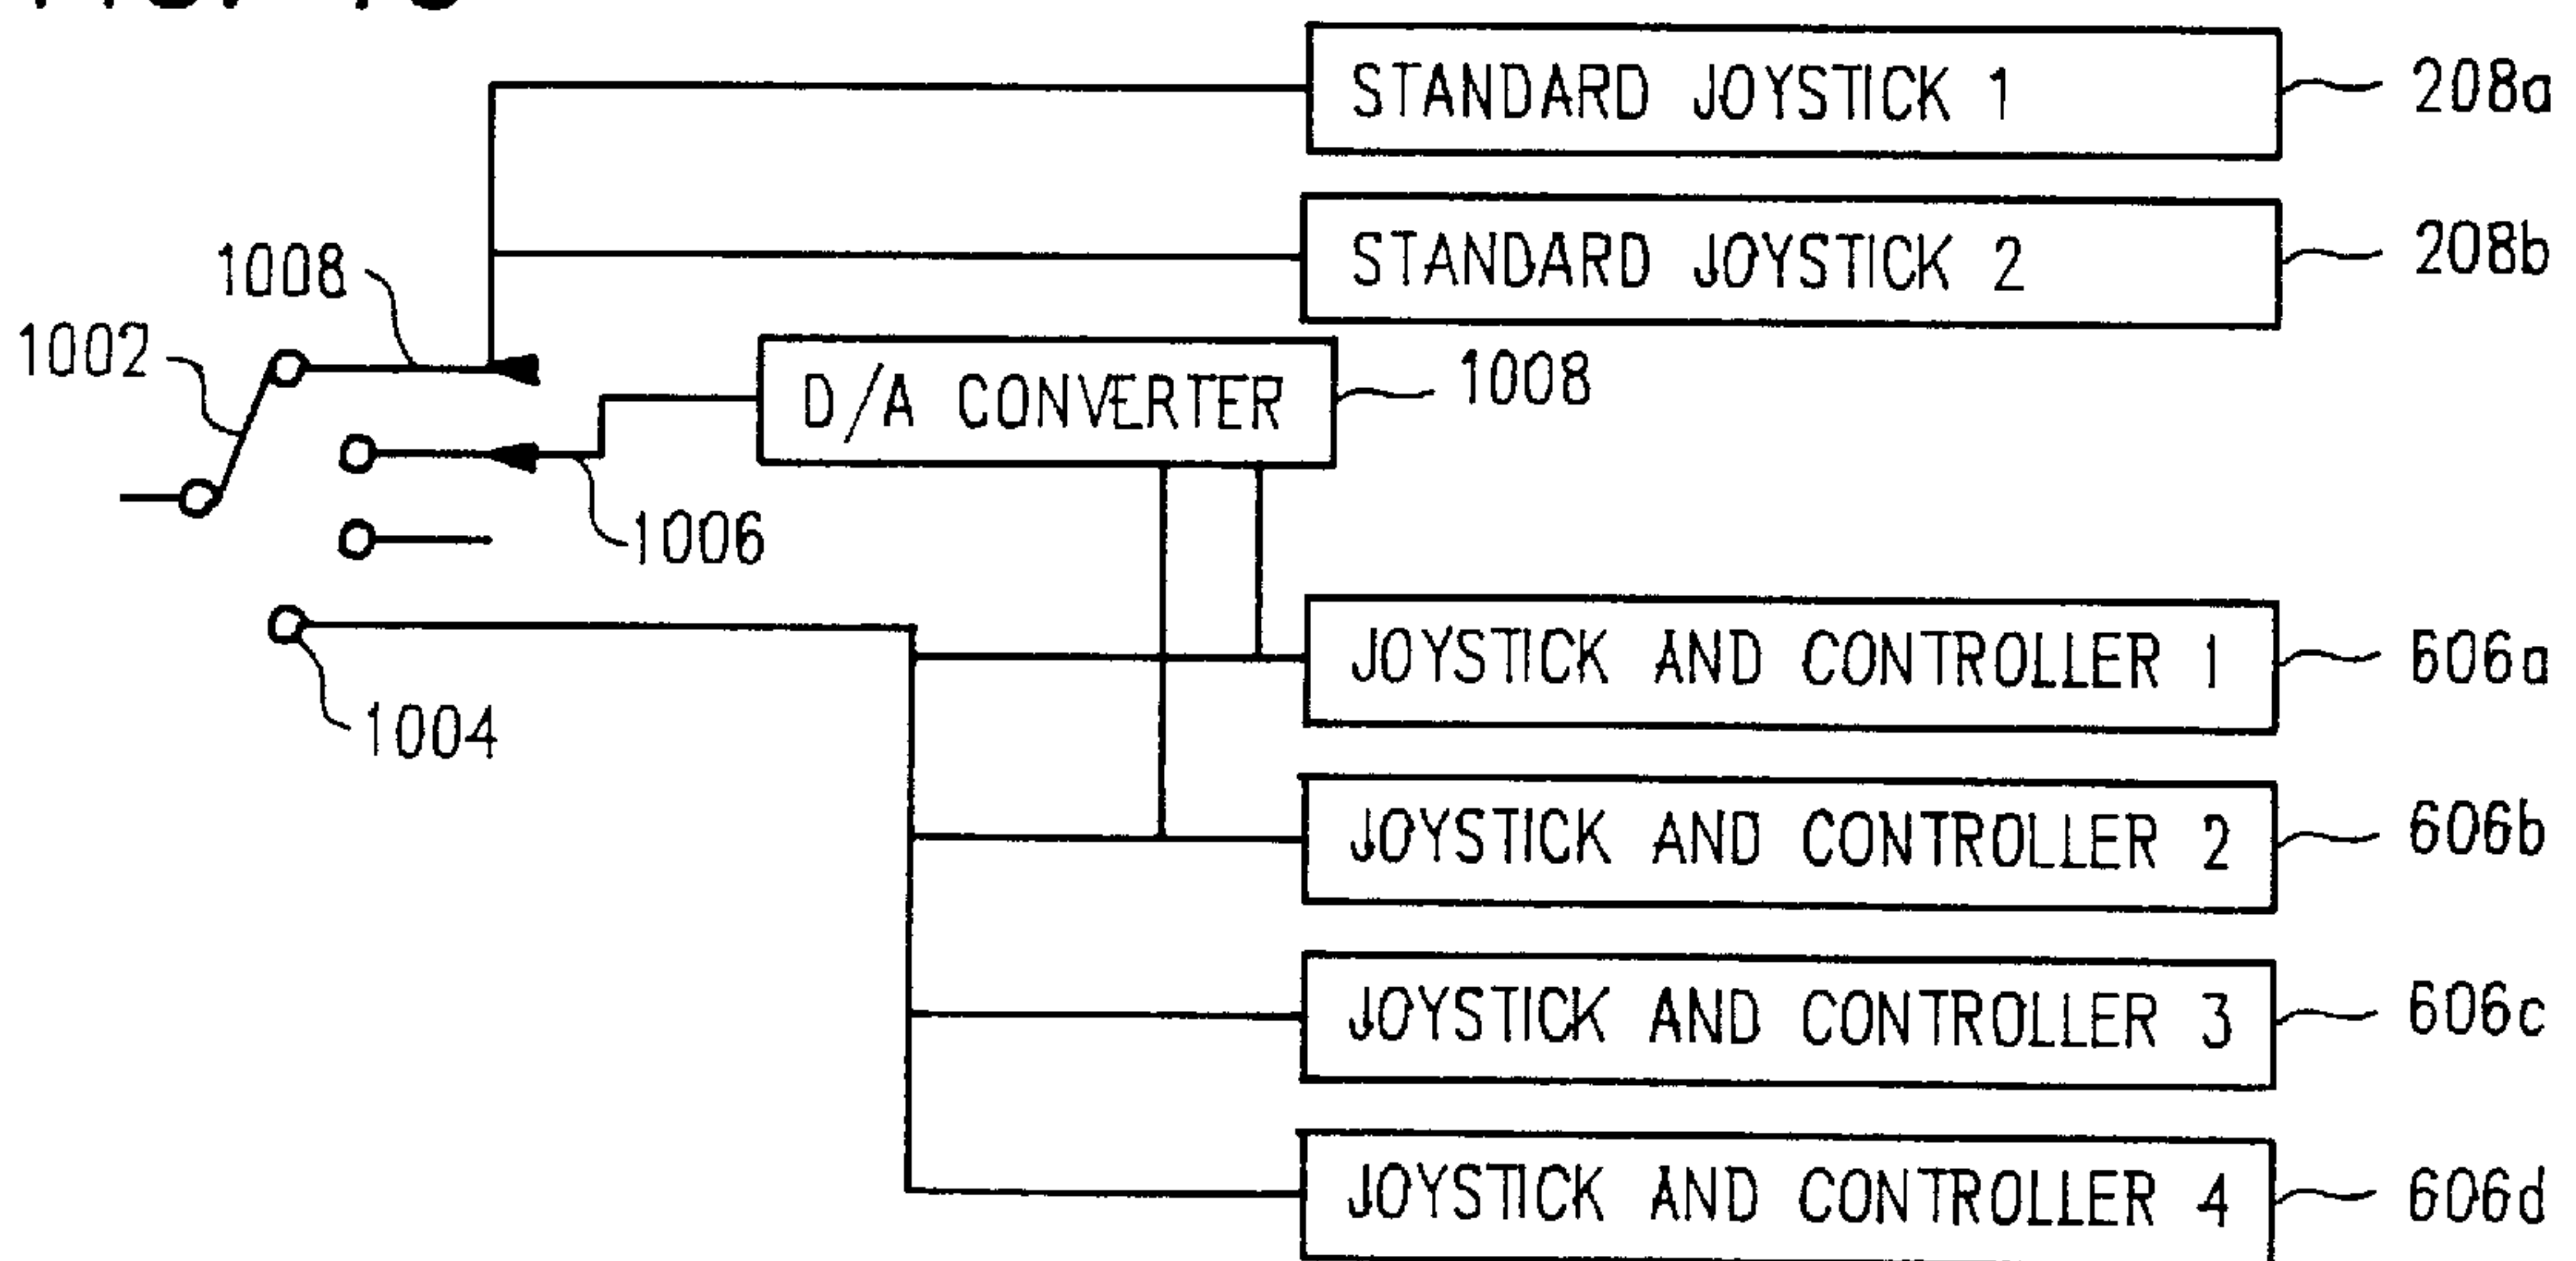 STANDARD JOYSTICK 1 208a
STANDARD JOYSTICK 2 208b
1008
1002
D/A CONVERTER 1008
1006
JOYSTICK AND CONTROLLER 1 606a
1004
JOYSTICK AND CONTROLLER 2 606b
JOYSTICK AND CONTROLLER 3 606c
JOYSTICK AND CONTROLLER 4 606d